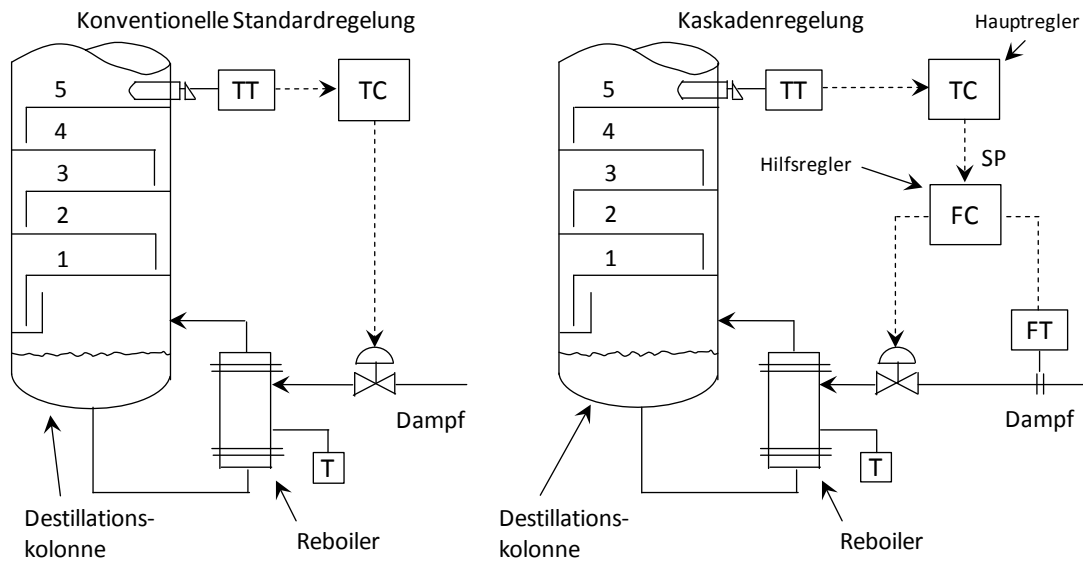 Konventionelle Standardregelung
5
4
3
2
1
TT
TC
Dampf
T
Destillations-
kolonne
Reboiler
Kaskadenregelung
Hauptregler
5
4
3
2
1
TT
TC
SP
Hilfsregler
FC
FT
Dampf
T
Destillations-
kolonne
Reboiler